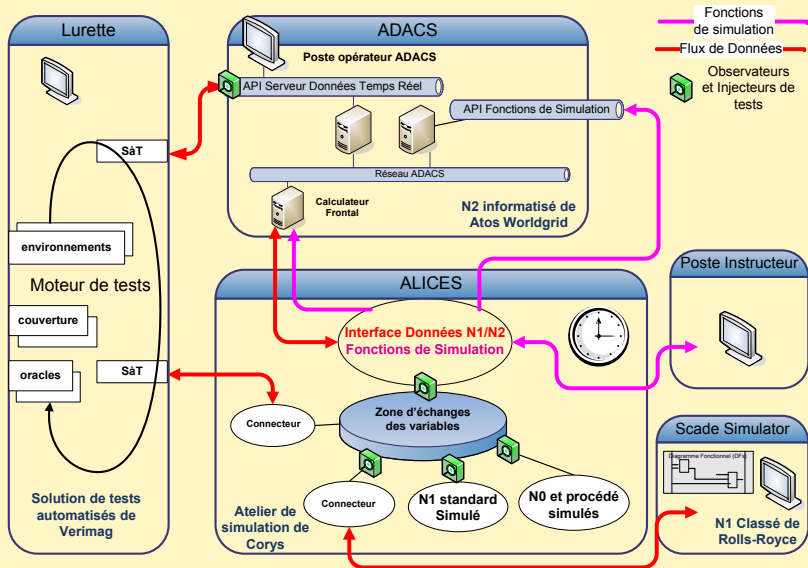 Lurette
SàT
environnements
Moteur de tests
couverture
oracles
SàT
Solution de tests
automatisés de
Verimag
ADACS
Poste opérateur ADACS
API Serveur Données Temps Réel
API Fonctions de Simulation
Réseau ADACS
Calculateur
Frontal
N2 informatisé de
Atos Worldgrid
Fonctions
de simulation
Flux de Données
Observateurs
et Injecteurs de
tests
ALICES
Interface Données N1/N2
Fonctions de Simulation
Zone d'échanges
des variables
Connecteur
Connecteur
N1 standard
Simulé
N0 et procédé
simulés
Atelier de
simulation de
Corys
Poste Instructeur
Scade Simulator
Diagramme Fonctionnel (DFx)
N1 Classé de
Rolls-Royce